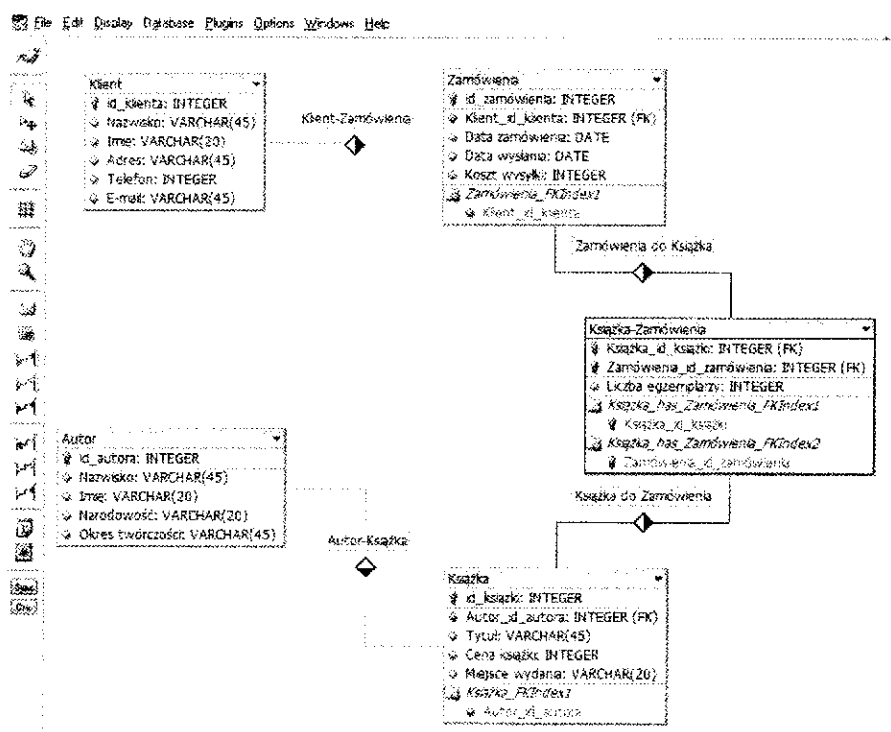 File Edit Display Database Plugins Options Windows Help
Klient
id_klienta: INTEGER
Nazwisko: VARCHAR(45)
Imię: VARCHAR(20)
Adres: VARCHAR(45)
Telefon: INTEGER
E-mail: VARCHAR(45)
Klient-Zamówienia
Zamówienia
id_zamówienia: INTEGER
Klient_id_klienta: INTEGER (FK)
Data zamówienia: DATE
Data wysłania: DATE
Koszt wysyłki: INTEGER
Zamówienia_FKIndex1
Klient_id_klienta
Zamówienia do Książka
Książka-Zamówienia
Książka_id_książki: INTEGER (FK)
Zamówienia_id_zamówienia: INTEGER (FK)
Liczba egzemplarzy: INTEGER
Książka_has_Zamówienia_FKIndex1
Książka_id_książki
Książka_has_Zamówienia_FKIndex2
Zamówienia_id_zamówienia
Książka do Zamówienia
Autor
id_autora: INTEGER
Nazwisko: VARCHAR(45)
Imię: VARCHAR(20)
Narodowość: VARCHAR(20)
Okres twórczości: VARCHAR(45)
Autor-Książka
Książka
id_książki: INTEGER
Autor_id_autora: INTEGER (FK)
Tytuł: VARCHAR(45)
Cena książki: INTEGER
Miejsce wydania: VARCHAR(20)
Książka_FKIndex1
Autor_id_autora